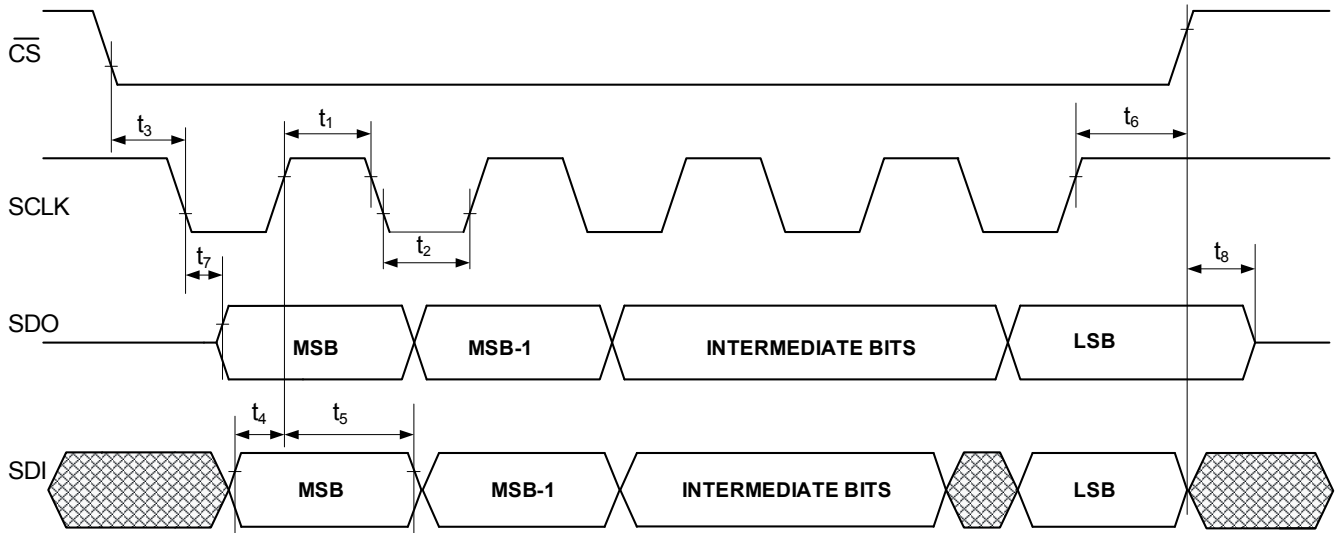 C̅S̅
t₃
t₁
t₆
SCLK
t₂
t₇
t₈
SDO
MSB
MSB-1
INTERMEDIATE BITS
LSB
t₄
t₅
SDI
MSB
MSB-1
INTERMEDIATE BITS
LSB